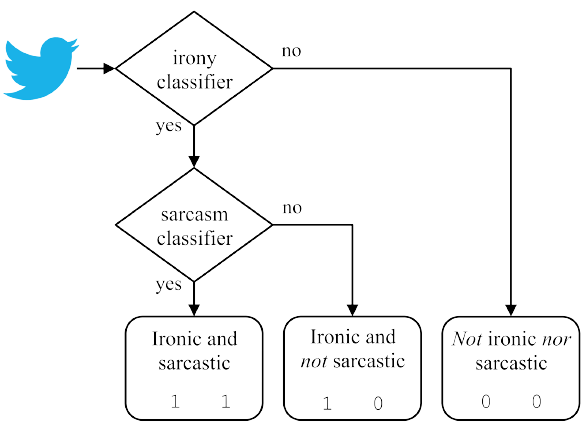 irony
classifier
no
yes
sarcasm
classifier
no
yes
Ironic and
sarcastic
1 1
Ironic and
not sarcastic
1 0
Not ironic nor
sarcastic
0 0